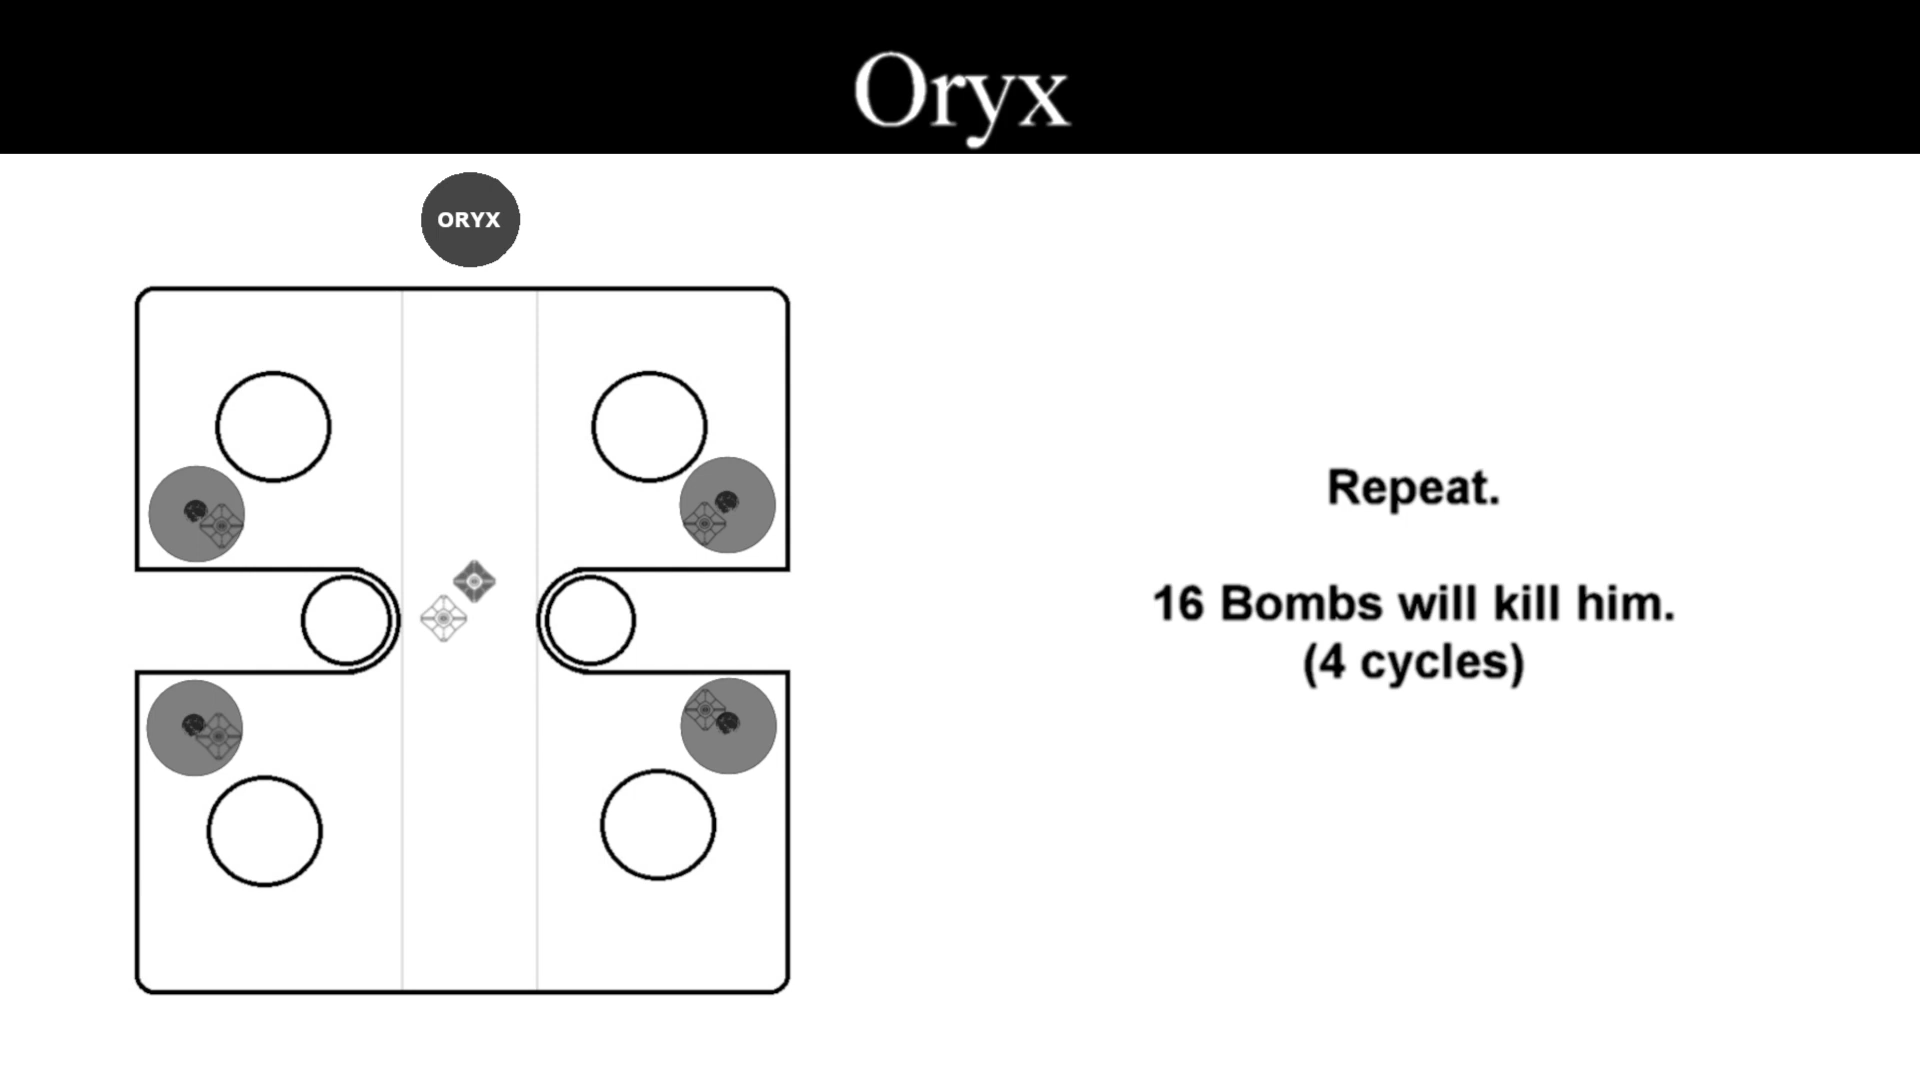 Oryx
ORYX
Repeat.
16 Bombs will kill him.
(4 cycles)